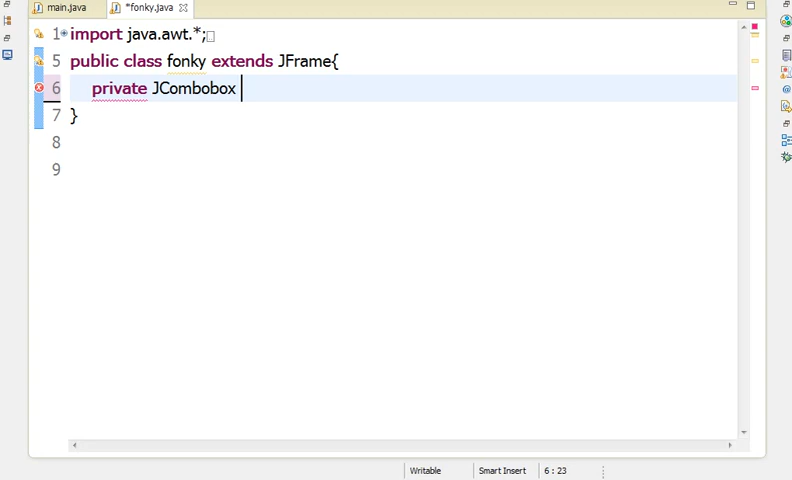 main.java
*fonky.java
1 import java.awt.*;
5 public class fonky extends JFrame{
6 private JCombobox
7 }
8
9
Writable Smart Insert 6 : 23